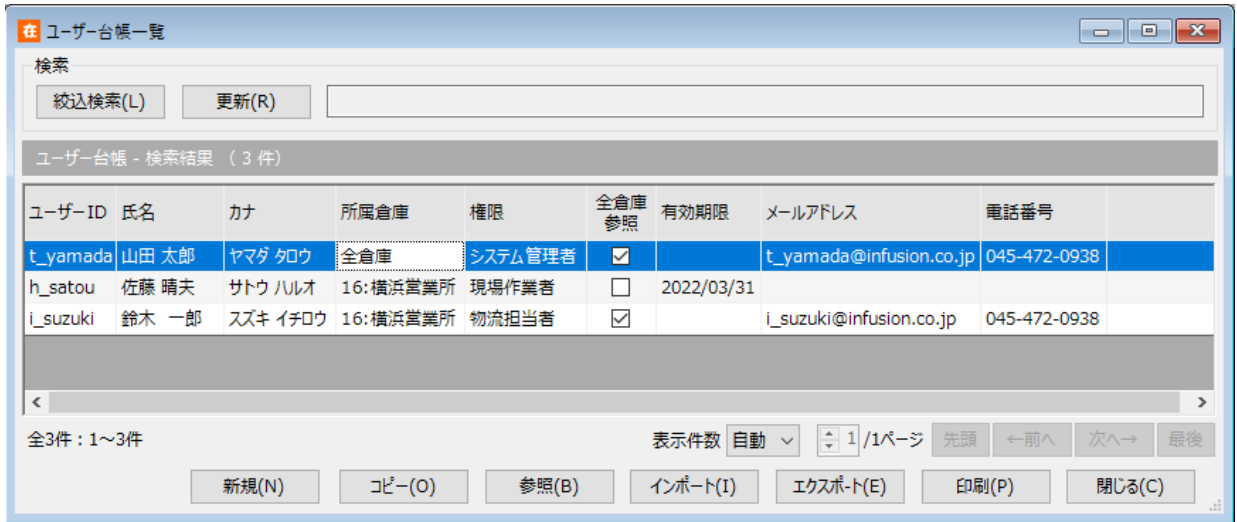 在 ユーザー台帳一覧
検索
絞込検索(L) 更新(R)
ユーザー台帳 - 検索結果 （ 3 件）
ユーザーID 氏名 カナ 所属倉庫 権限 全倉庫参照 有効期限 メールアドレス 電話番号
t_yamada 山田 太郎 ヤマダ タロウ 全倉庫 システム管理者 t_yamada@infusion.co.jp 045-472-0938
h_satou 佐藤 晴夫 サトウ ハルオ 16:横浜営業所 現場作業者 2022/03/31
i_suzuki 鈴木　一郎 スズキ イチロウ 16:横浜営業所 物流担当者 i_suzuki@infusion.co.jp 045-472-0938
全3件：1～3件 表示件数 自動 1 /1ページ 先頭 ←前へ 次へ→ 最後
新規(N) コピー(O) 参照(B) インポート(I) エクスポート(E) 印刷(P) 閉じる(C)